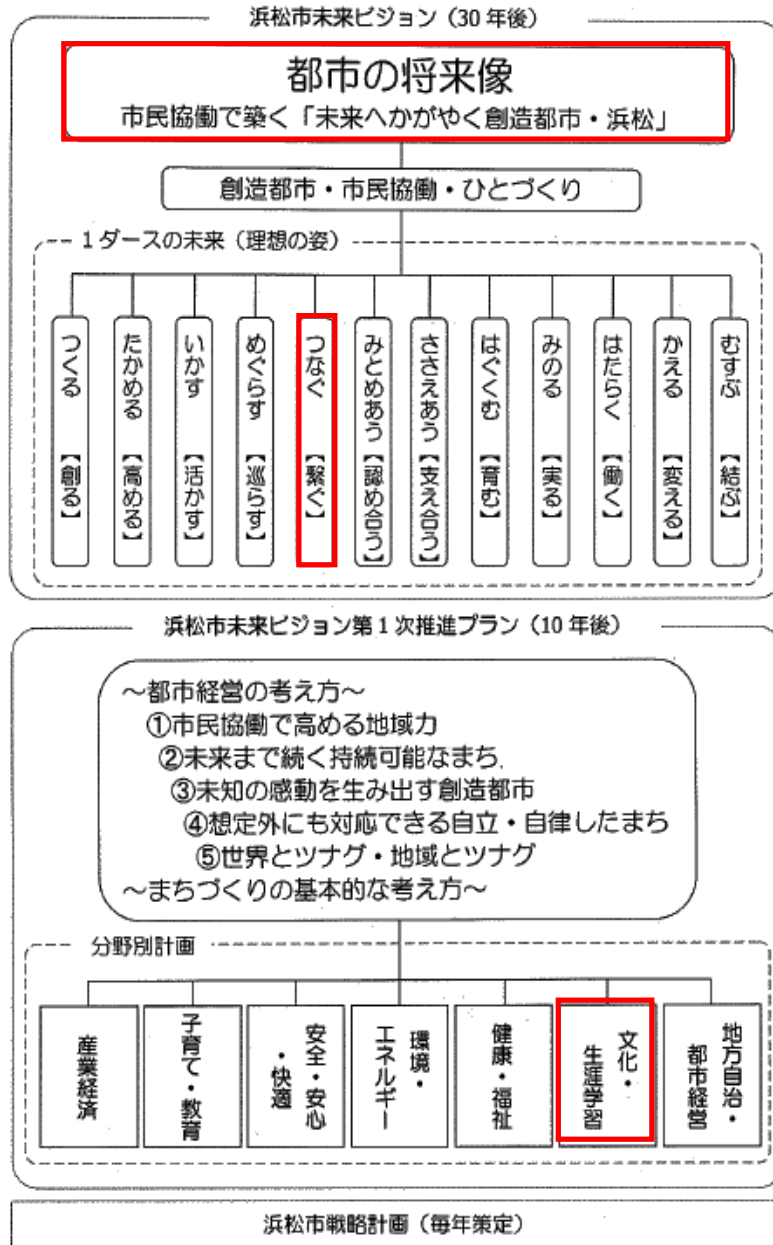 浜松市未来ビジョン（30年後）
都市の将来像
市民協働で築く「未来へかがやく創造都市・浜松」
創造都市・市民協働・ひとづくり
1ダースの未来（理想の姿）
つくる【創る】
たかめる【高める】
いかす【活かす】
めぐらす【巡らす】
つなぐ【繋ぐ】
みとめあう【認め合う】
ささえあう【支え合う】
はぐくむ【育む】
みのる【実る】
はたらく【働く】
かえる【変える】
むすぶ【結ぶ】
浜松市未来ビジョン第1次推進プラン（10年後）
～都市経営の考え方～
①市民協働で高める地域力
②未来まで続く持続可能なまち
③未知の感動を生み出す創造都市
④想定外にも対応できる自立・自律したまち
⑤世界とツナグ・地域とツナグ
～まちづくりの基本的な考え方～
分野別計画
産業経済
子育て・教育
安全・安心
・快適
環境・
エネルギー
健康・福祉
文化・
生涯学習
地方自治・
都市経営
浜松市戦略計画（毎年策定）